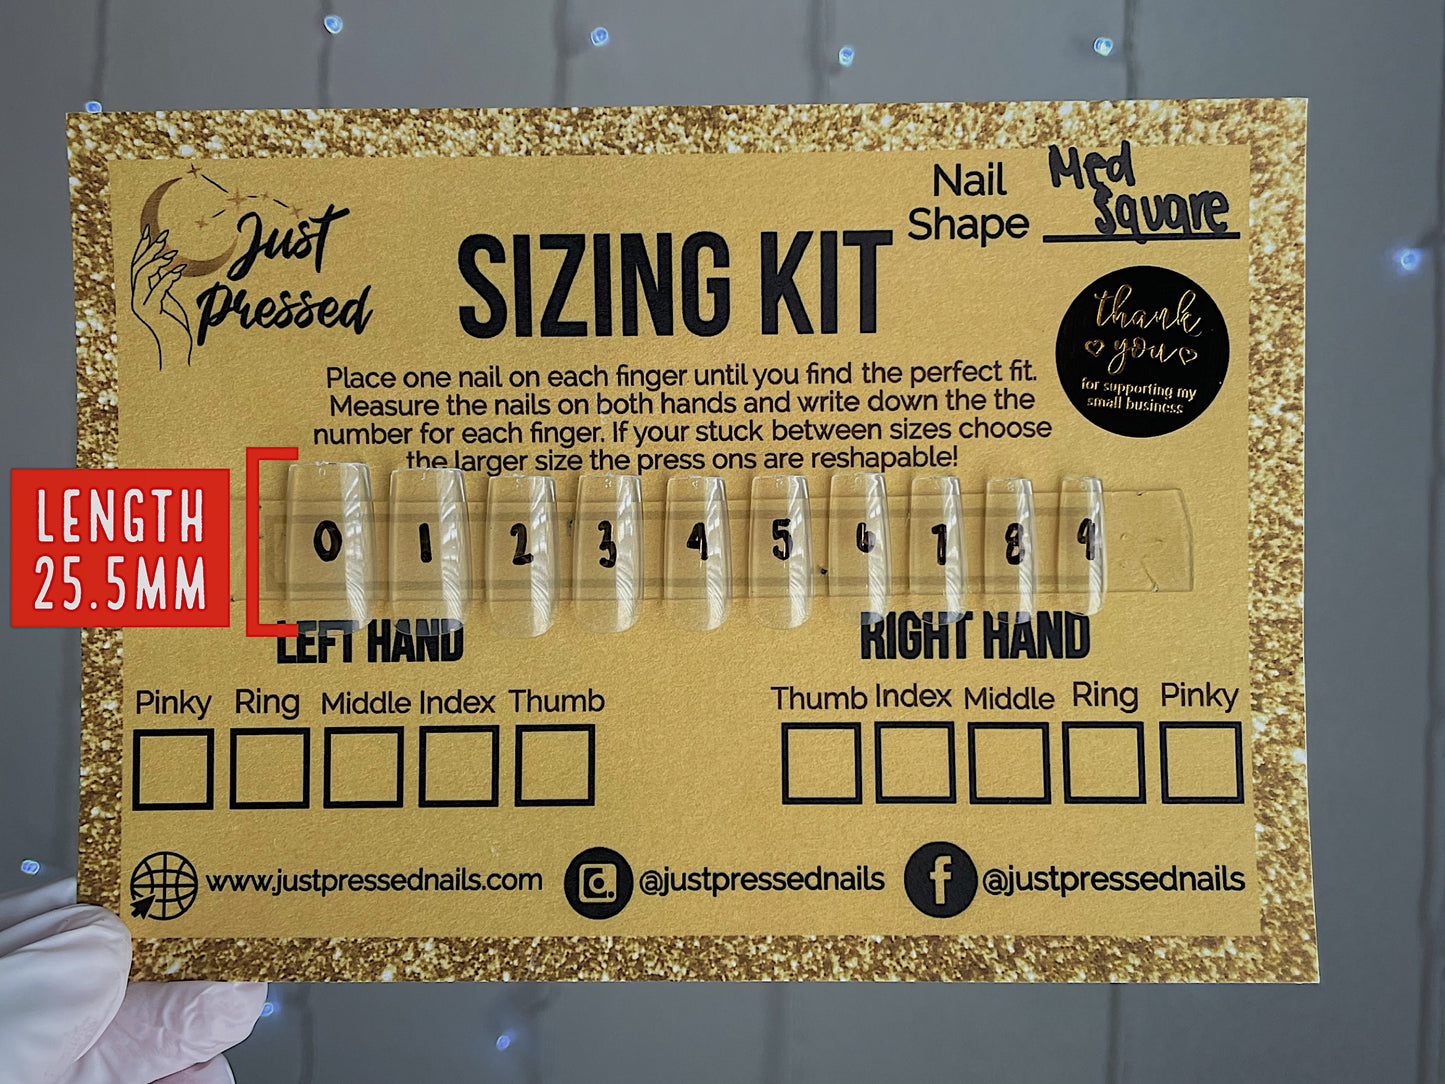 Just
Pressed
SIZING KIT
Nail Shape Med Square
thank
you
for supporting my
small business
Place one nail on each finger until you find the perfect fit.
Measure the nails on both hands and write down the the
number for each finger. If your stuck between sizes choose
the larger size the press ons are reshapable!
LENGTH
25.5MM
0 1 2 3 4 5 6 7 8 9
LEFT HAND RIGHT HAND
Pinky Ring Middle Index Thumb Thumb Index Middle Ring Pinky
www.justpressednails.com @justpressednails @justpressednails